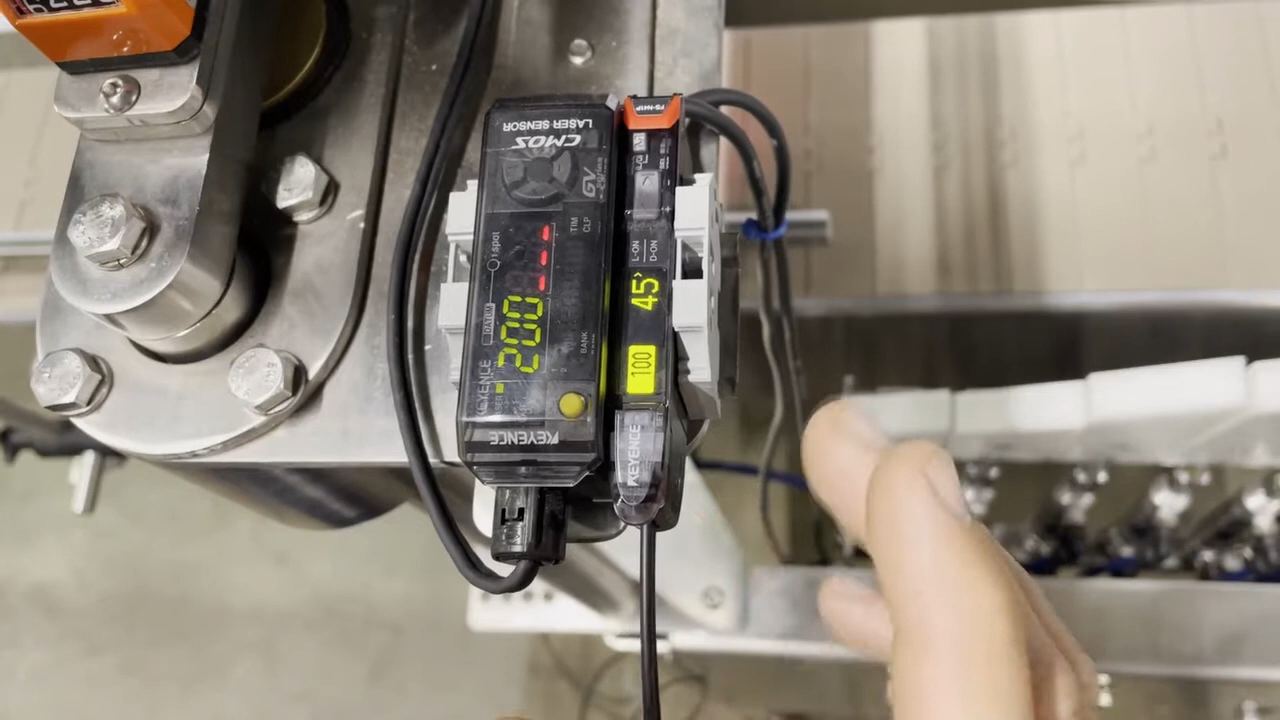 LASER SENSOR
CMOS
GV
1 spot
TIM
CLP
DATUM
200
KEYENCE
BANK
KEYENCE
FS-N41P
L-ON
D-ON
45
100
KEYENCE